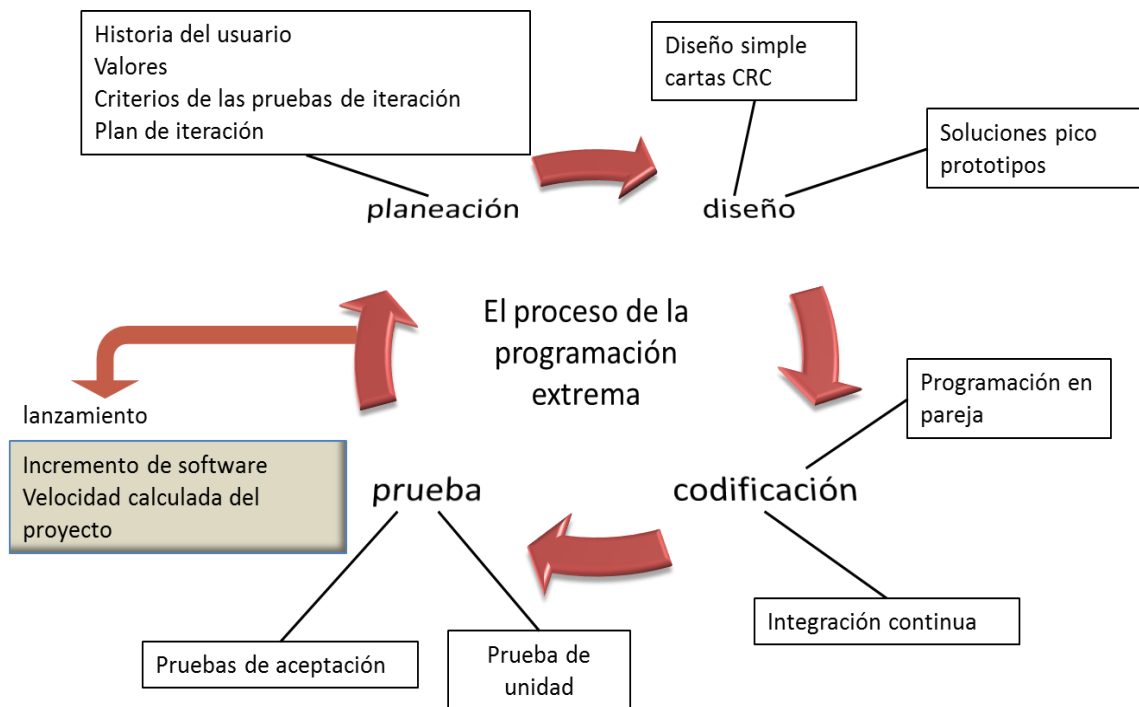 Historia del usuario
Valores
Criterios de las pruebas de iteración
Plan de iteración
Diseño simple
cartas CRC
Soluciones pico
prototipos
planeación
diseño
El proceso de la
programación
extrema
Programación en
pareja
lanzamiento
Incremento de software
Velocidad calculada del
proyecto
prueba
codificación
Integración continua
Pruebas de aceptación
Prueba de
unidad